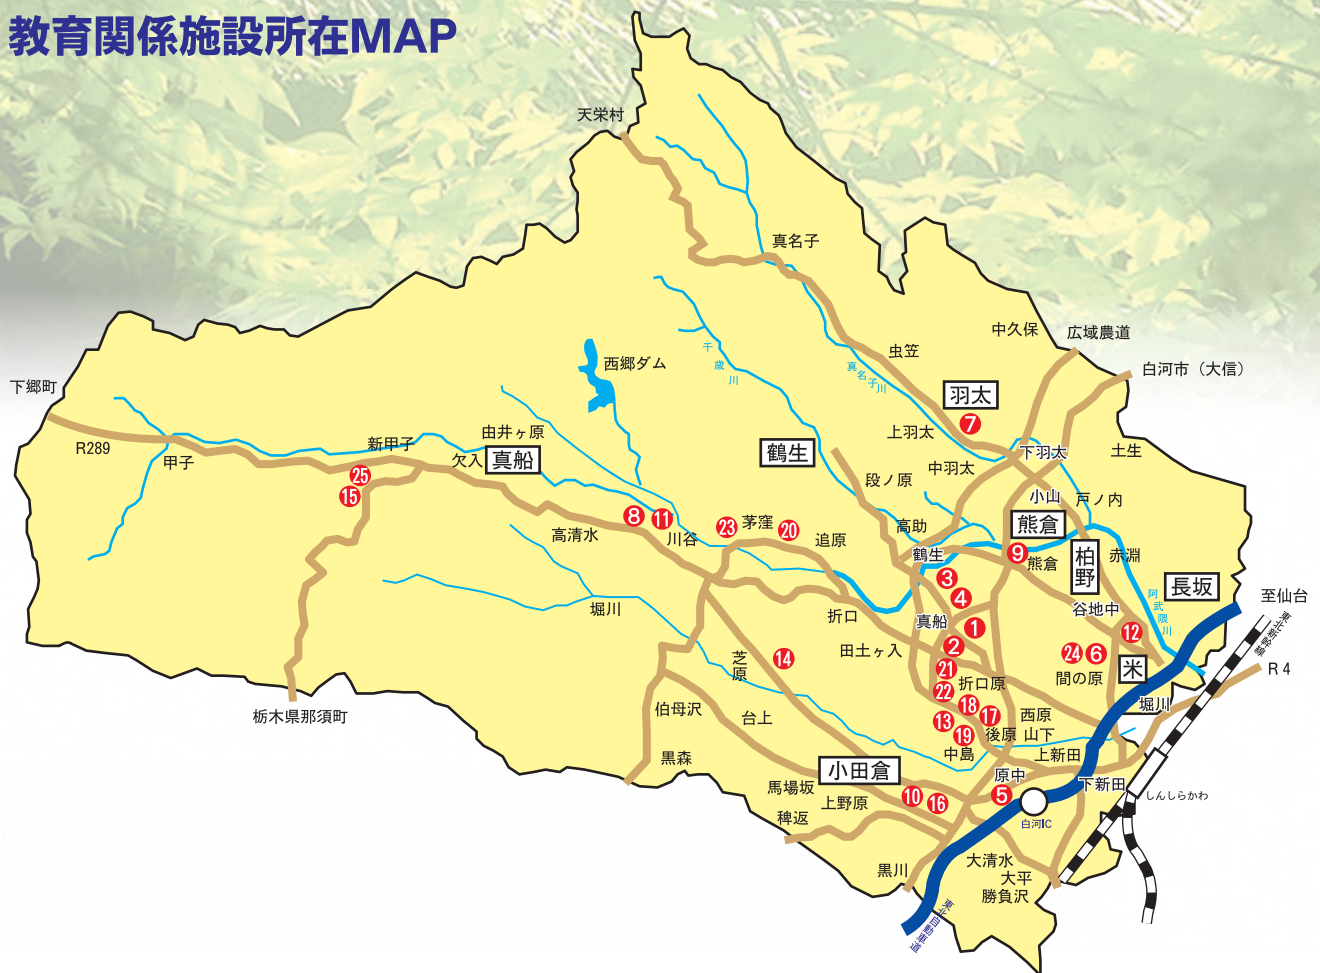 教育関係施設所在MAP
天栄村
真名子
中久保
広域農道
白河市（大信）
虫笠
千歳川
真名子川
西郷ダム
羽太
7
下郷町
R289
甲子
新甲子
由井ヶ原
欠入
真船
鶴生
上羽太
中羽太
下羽太
土生
段ノ原
小山
戸ノ内
25
15
8
11
川谷
高清水
23
茅窪
20
追原
高助
熊倉
鶴生
9
熊倉
柏野
赤淵
長坂
至仙台
東北新幹線
阿武隈川
3
4
谷地中
堀川
折口
真船
1
12
田土ヶ入
2
24
6
米
R4
芝原
14
21
間の原
22
折口原
堀川
伯母沢
台上
18
17
西原
13
19
後原
山下
中島
上新田
黒森
小田倉
原中
下新田
馬場坂
上野原
10
16
5
しんしらかわ
稗返
白河IC
黒川
大清水
大平
勝負沢
東北自動車道
栃木県那須町